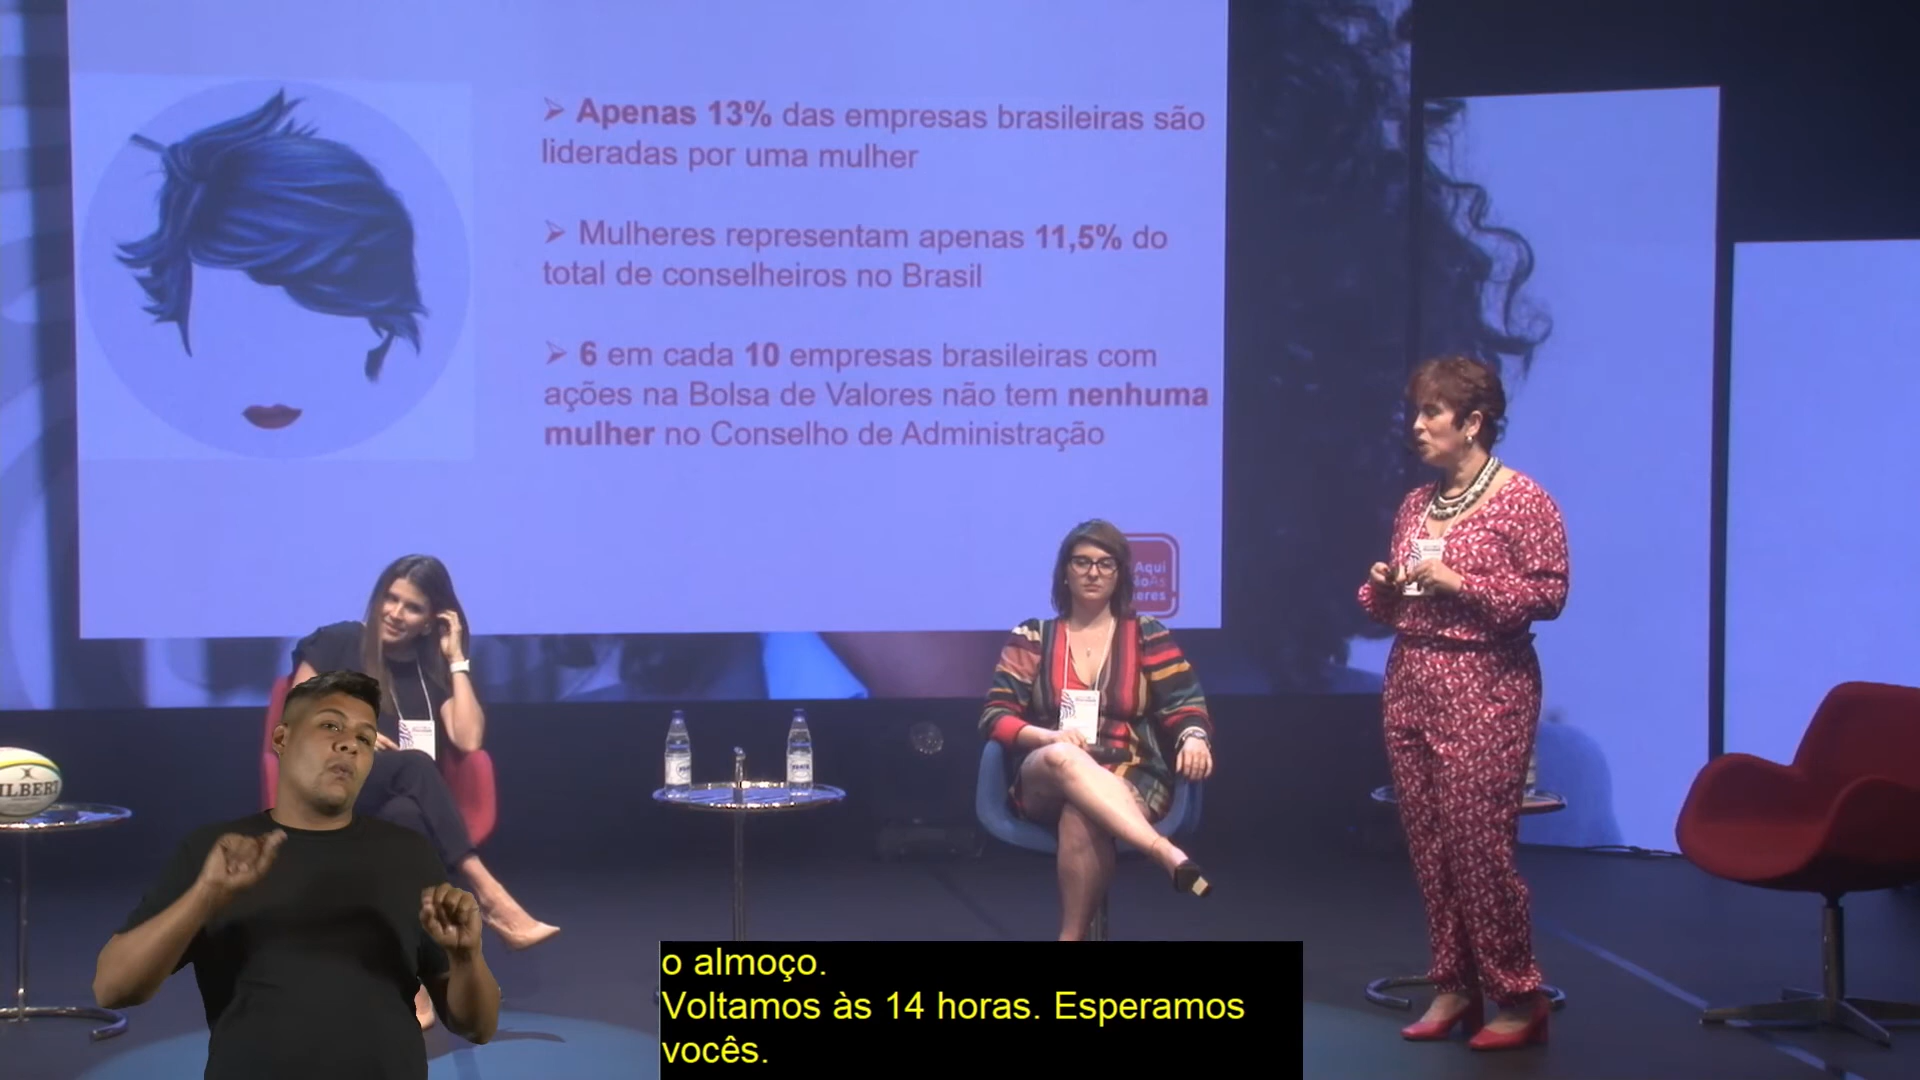 ➢ Apenas 13% das empresas brasileiras são
lideradas por uma mulher
➢ Mulheres representam apenas 11,5% do
total de conselheiros no Brasil
➢ 6 em cada 10 empresas brasileiras com
ações na Bolsa de Valores não tem nenhuma
mulher no Conselho de Administração
Aqui
o almoço.
Voltamos às 14 horas. Esperamos
vocês.